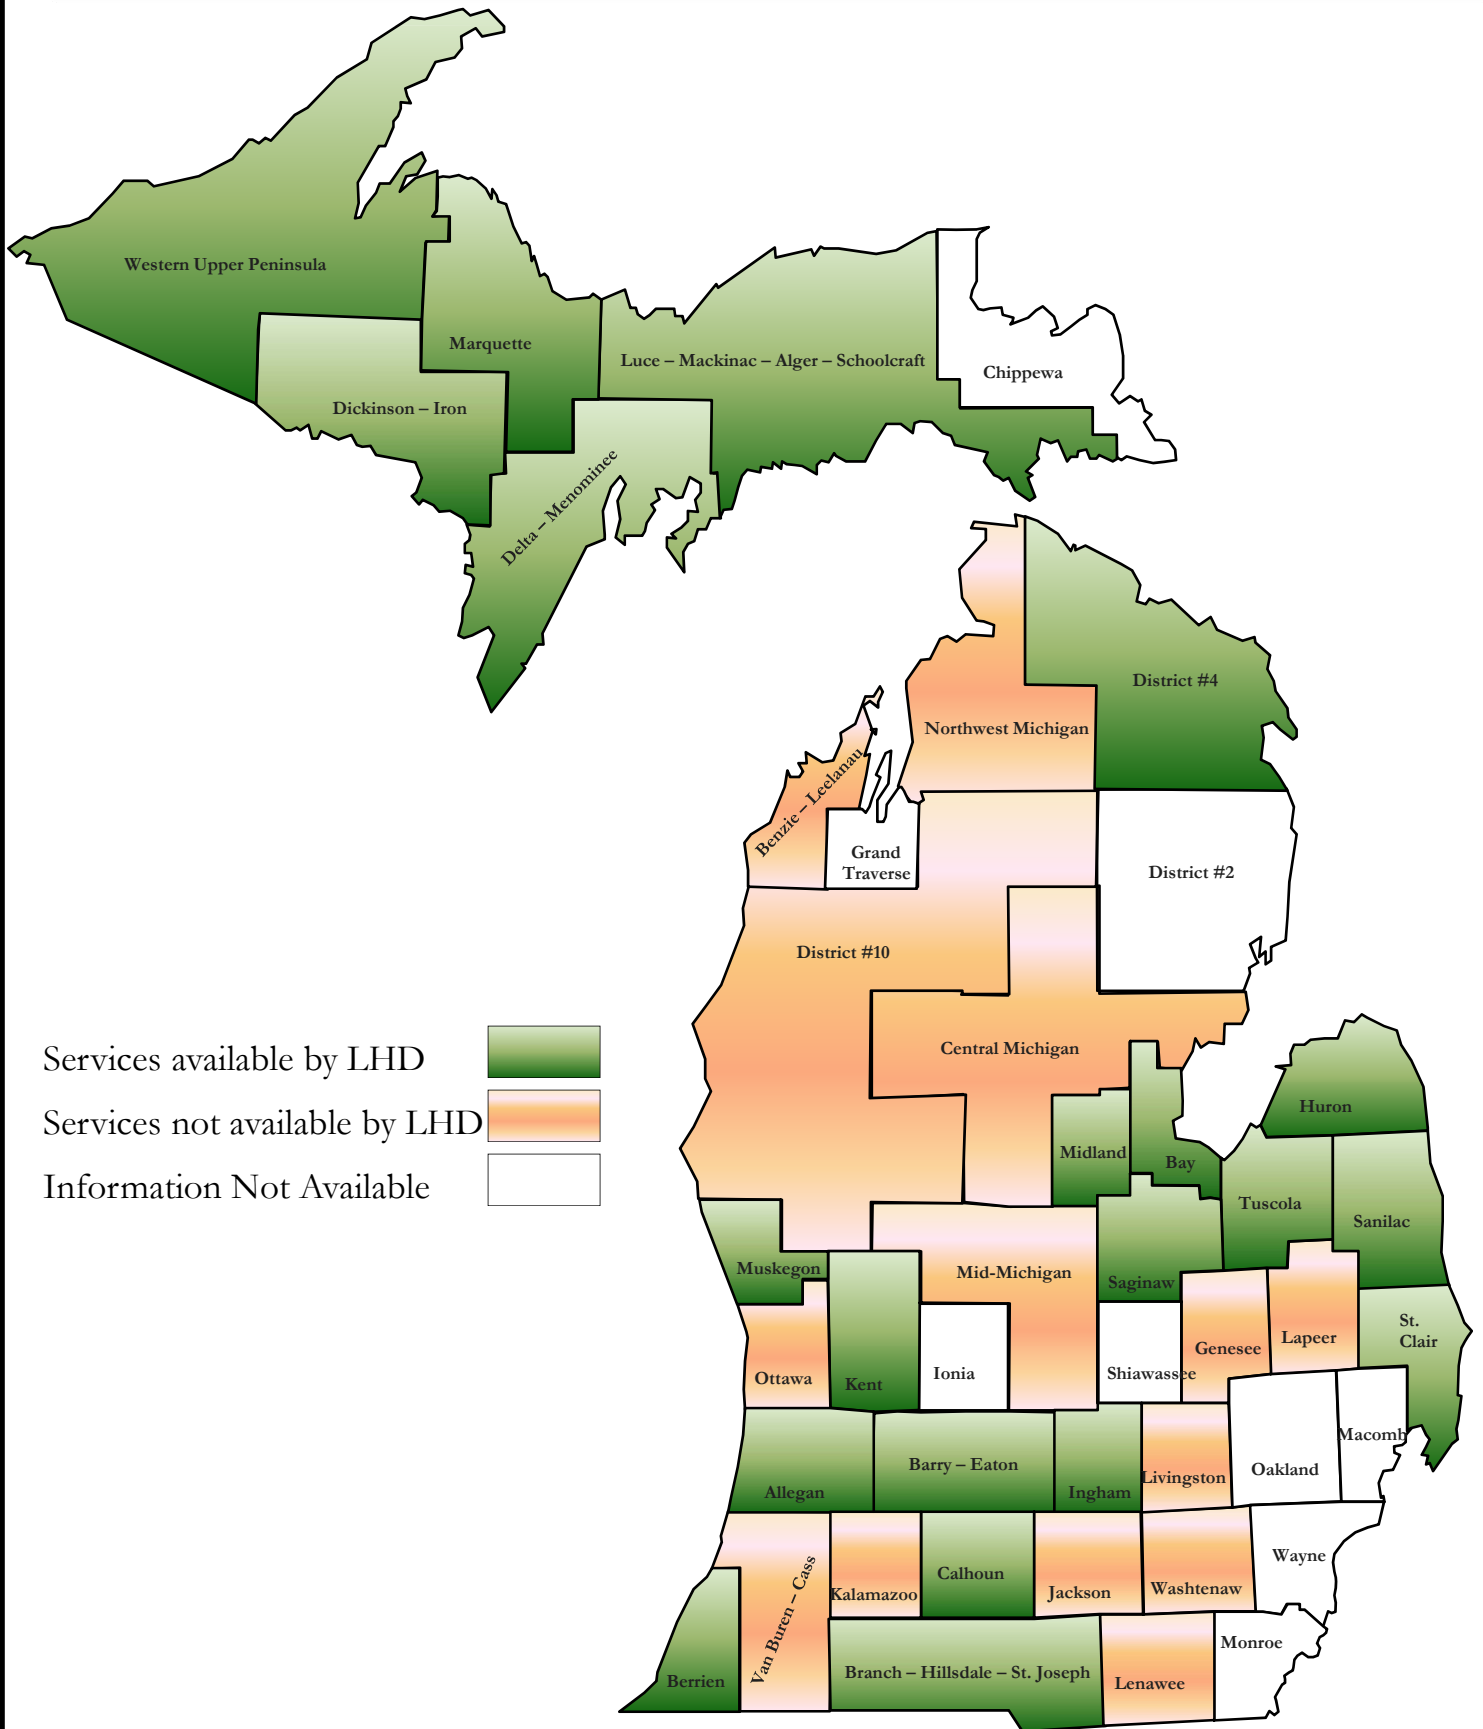 Western Upper Peninsula
Marquette
Luce – Mackinac – Alger – Schoolcraft
Chippewa
Dickinson – Iron
Delta – Menominee
District #4
Northwest Michigan
Benzie – Leelanau
Grand
Traverse
District #2
District #10
Central Michigan
Services available by LHD
Services not available by LHD
Information Not Available
Huron
Midland
Bay
Tuscola
Sanilac
Muskegon
Mid-Michigan
Saginaw
St.
Clair
Lapeer
Genesee
Ottawa
Kent
Ionia
Shiawassee
Macomb
Oakland
Livingston
Barry – Eaton
Ingham
Allegan
Wayne
Calhoun
Kalamazoo
Jackson
Washtenaw
Van Buren – Cass
Monroe
Branch – Hillsdale – St. Joseph
Berrien
Lenawee